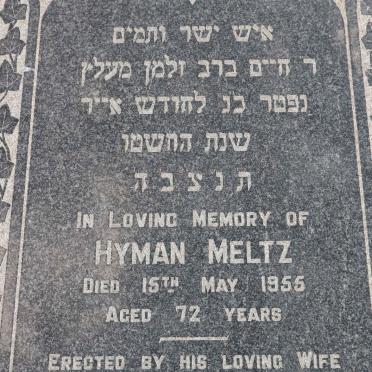 איש ישר ותמים
ר חיים ברב זלמן מעלץ
נפטר כג לחודש אייר
שנת התשטו
ת נ צ ב ה
IN LOVING MEMORY OF
HYMAN MELTZ
DIED 15TH MAY 1955
AGED 72 YEARS
ERECTED BY HIS LOVING WIFE